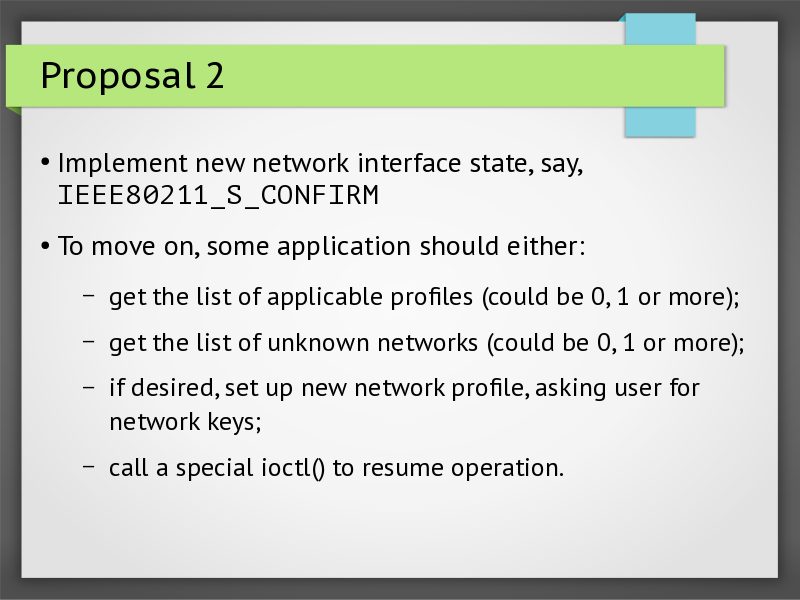 Proposal 2
• Implement new network interface state, say,
IEEE80211_S_CONFIRM
• To move on, some application should either:
– get the list of applicable profiles (could be 0, 1 or more);
– get the list of unknown networks (could be 0, 1 or more);
– if desired, set up new network profile, asking user for
network keys;
– call a special ioctl() to resume operation.